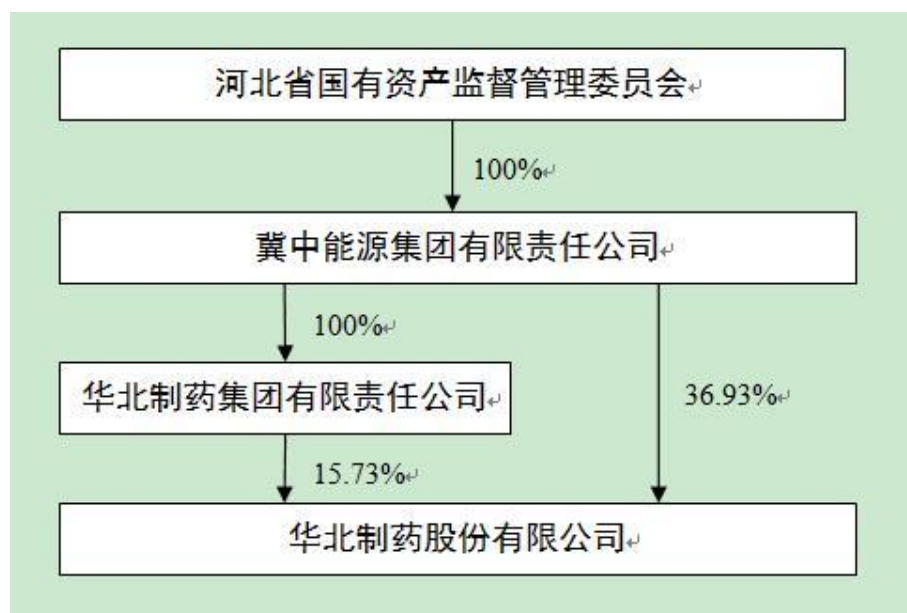 河北省国有资产监督管理委员会
100%
冀中能源集团有限责任公司
100%
华北制药集团有限责任公司
36.93%
15.73%
华北制药股份有限公司